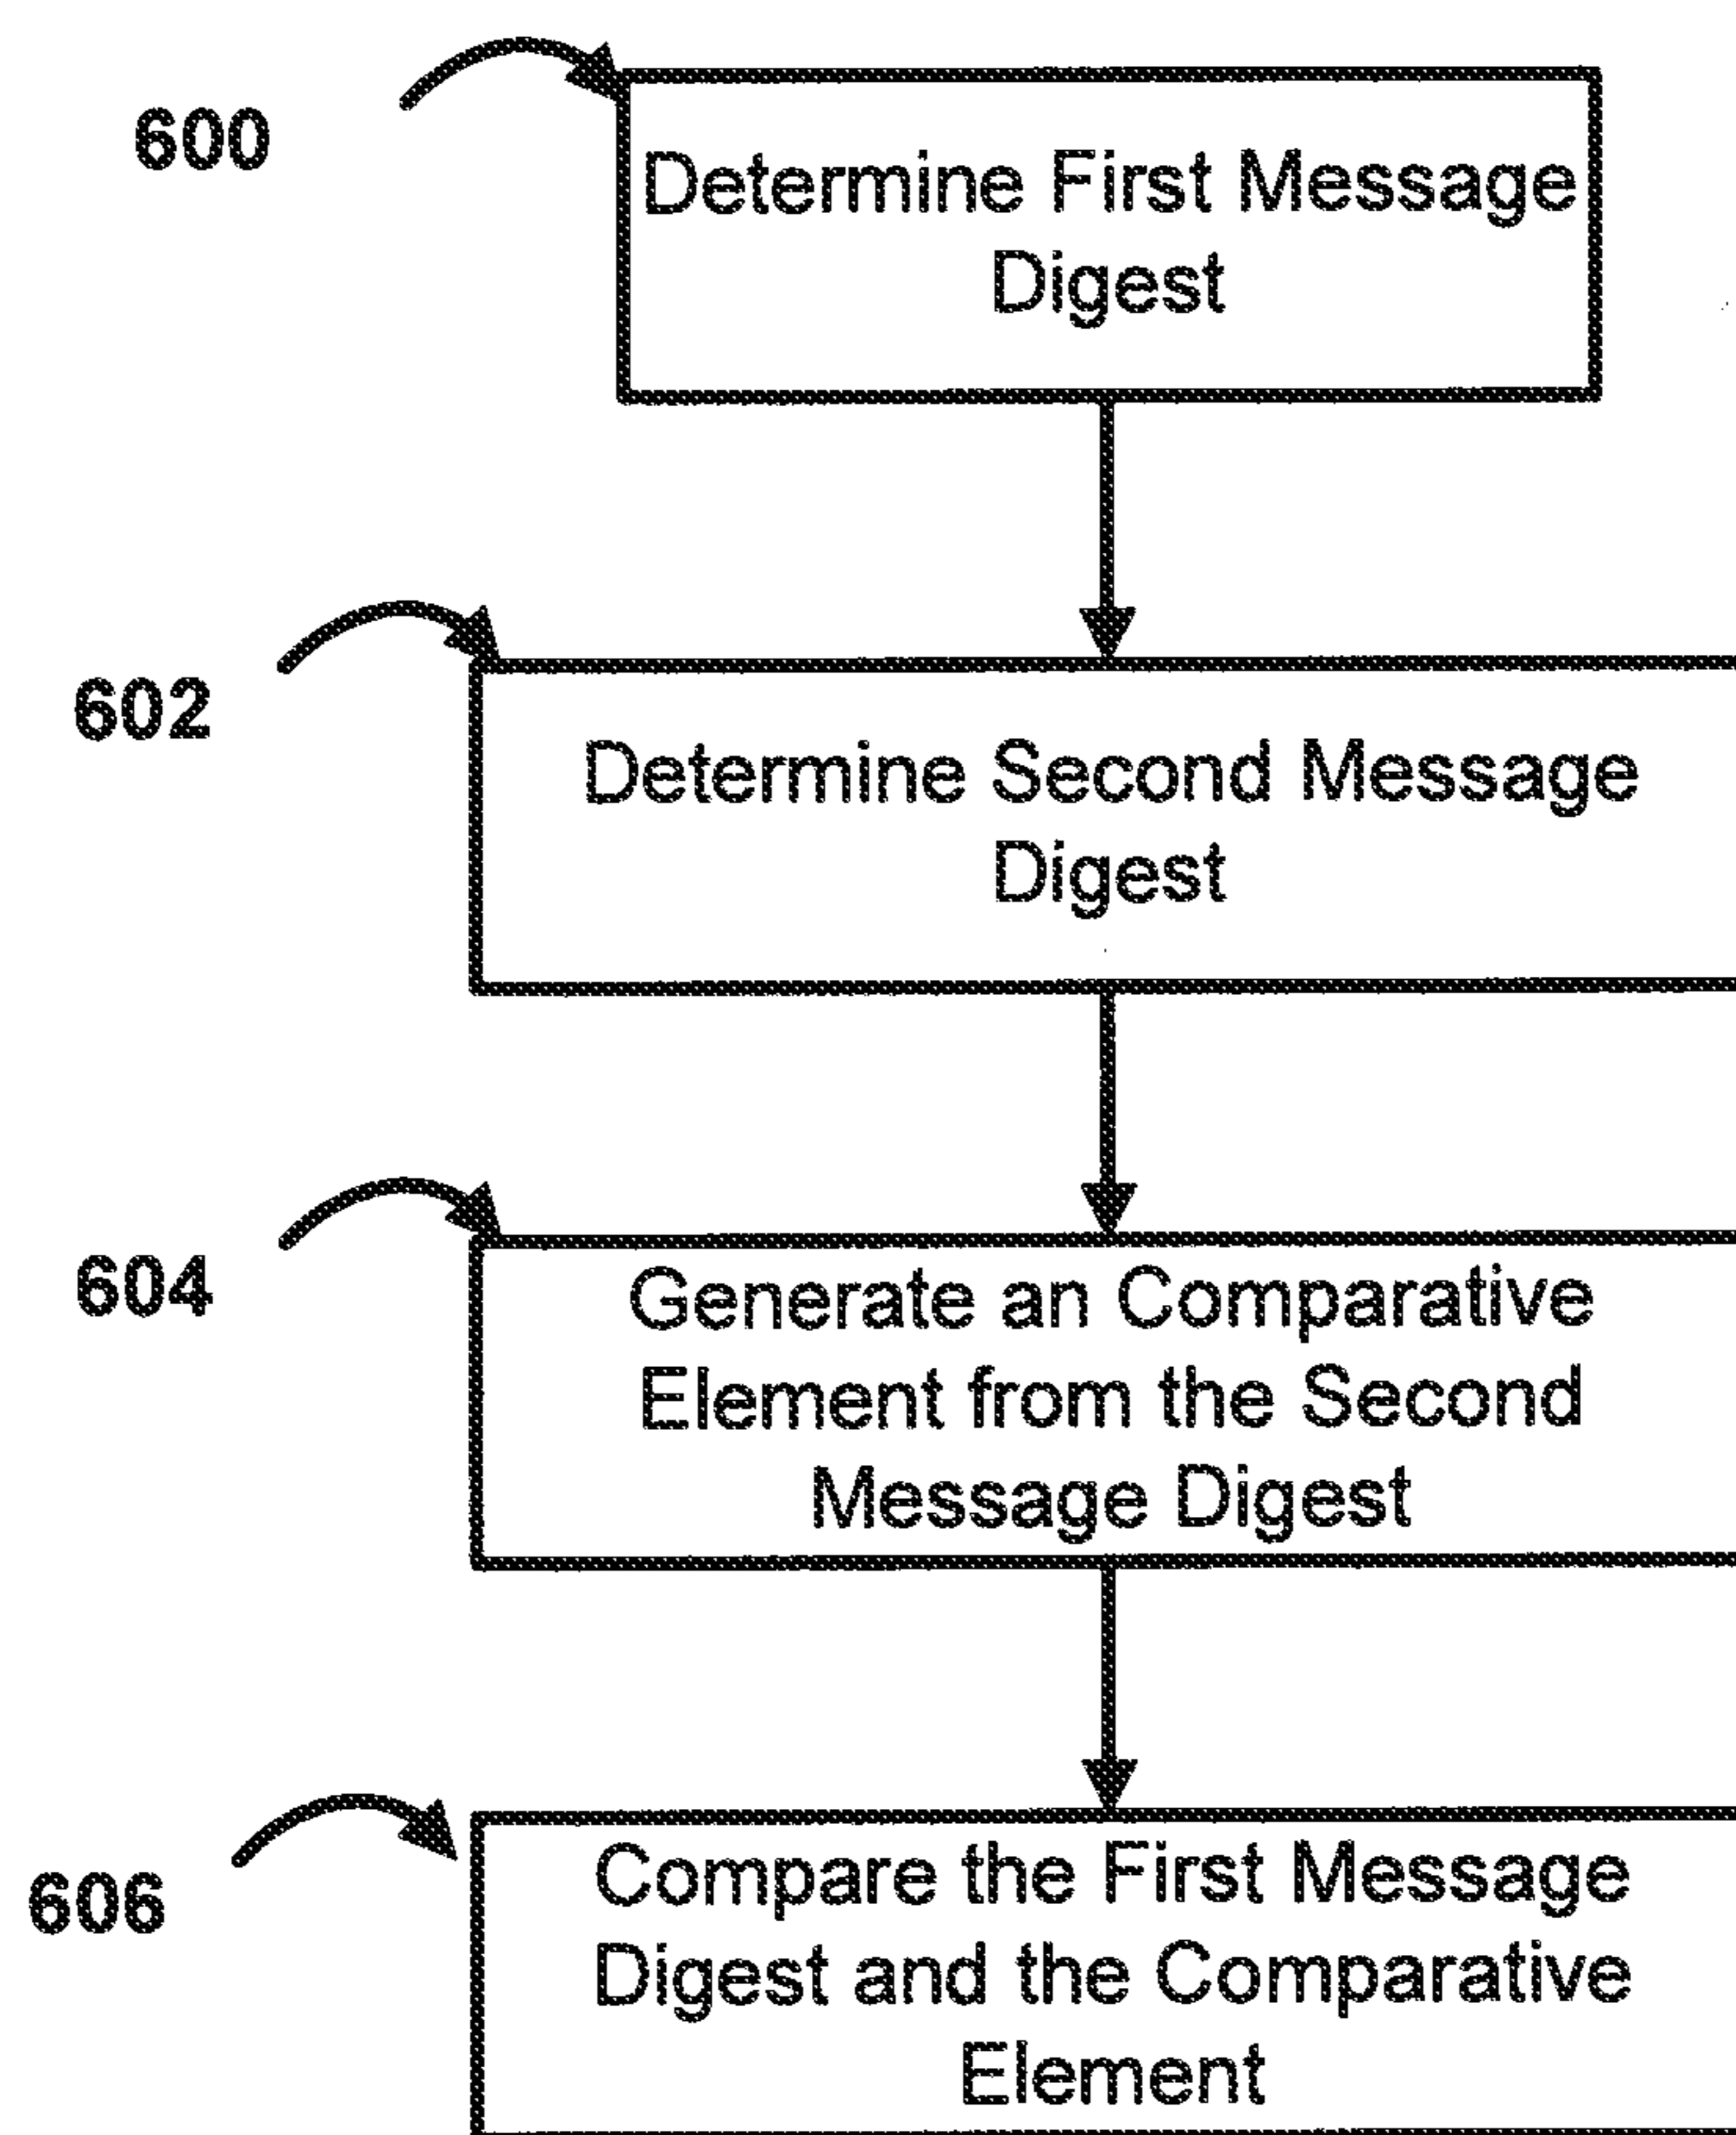 600
Determine First Message
Digest
602
Determine Second Message
Digest
604
Generate an Comparative
Element from the Second
Message Digest
606
Compare the First Message
Digest and the Comparative
Element